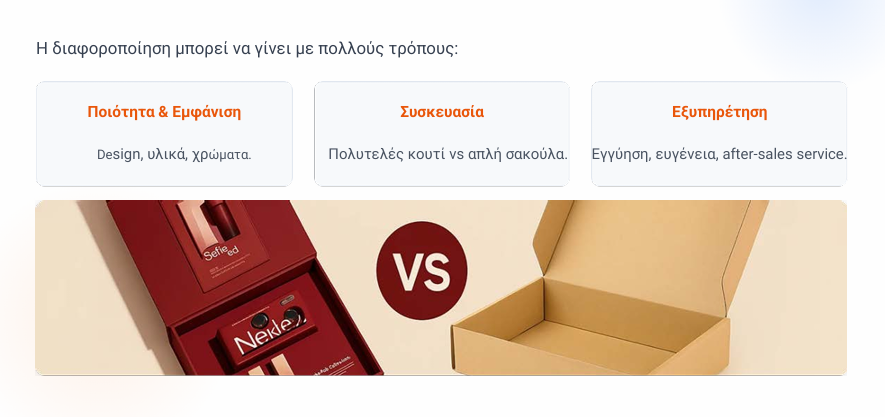 Η διαφοροποίηση μπορεί να γίνει με πολλούς τρόπους:
Ποιότητα & Εμφάνιση
Design, υλικά, χρώματα.
Συσκευασία
Πολυτελές κουτί vs απλή σακούλα.
Εξυπηρέτηση
Εγγύηση, ευγένεια, after-sales service.
Sefie
ed
VS